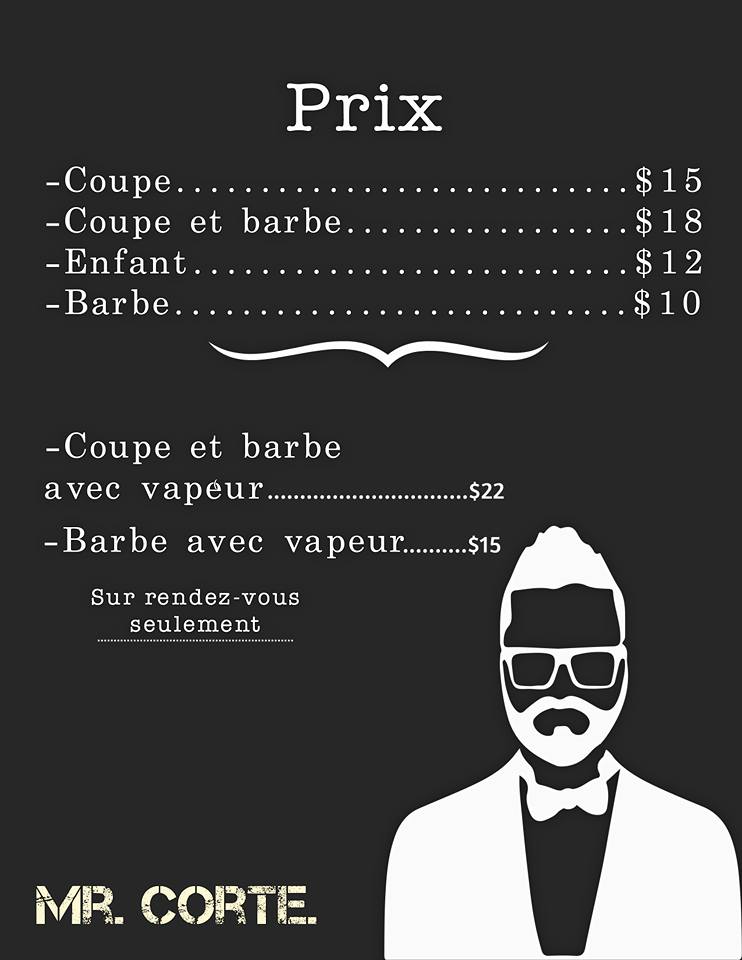 Prix
-Coupe............................$15
-Coupe et barbe.................$18
-Enfant...........................$12
-Barbe............................$10
-Coupe et barbe
avec vapeur...............................$22
-Barbe avec vapeur..........$15
Sur rendez-vous
seulement
MR. CORTE.